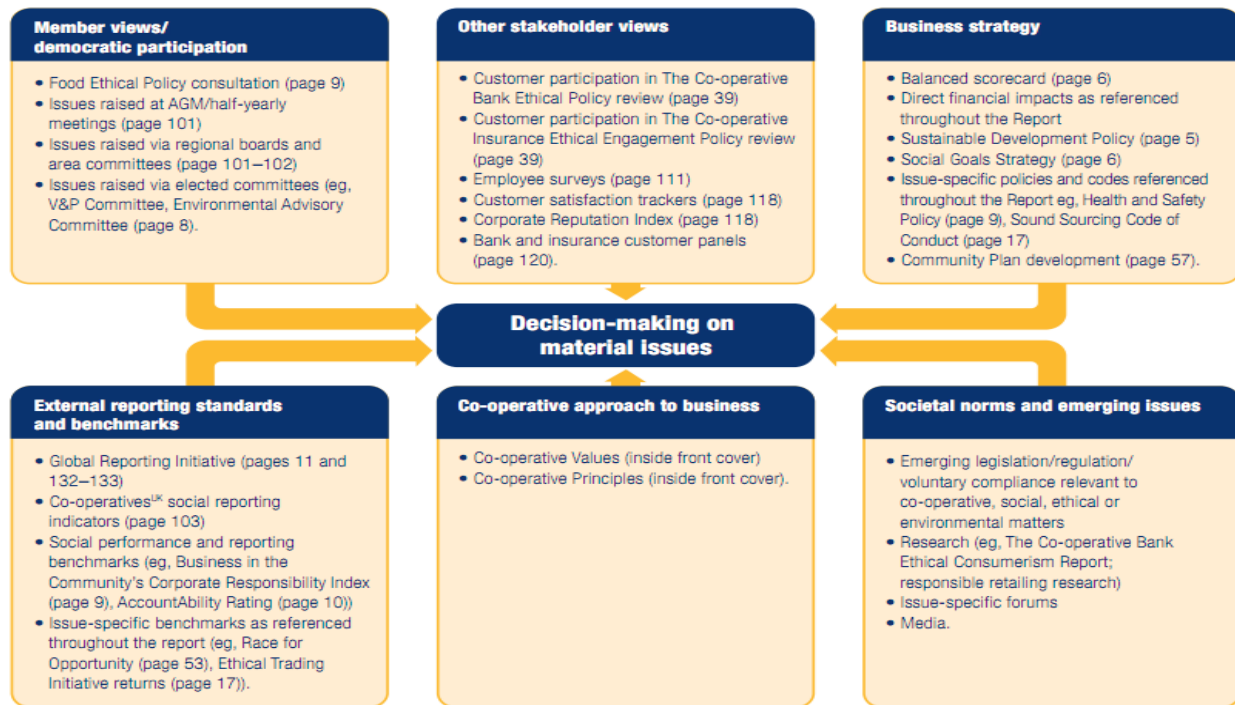 Member views/
democratic participation
• Food Ethical Policy consultation (page 9)
• Issues raised at AGM/half-yearly
meetings (page 101)
• Issues raised via regional boards and
area committees (page 101–102)
• Issues raised via elected committees (eg,
V&P Committee, Environmental Advisory
Committee (page 8).
Other stakeholder views
• Customer participation in The Co-operative
Bank Ethical Policy review (page 39)
• Customer participation in The Co-operative
Insurance Ethical Engagement Policy review
(page 39)
• Employee surveys (page 111)
• Customer satisfaction trackers (page 118)
• Corporate Reputation Index (page 118)
• Bank and insurance customer panels
(page 120).
Business strategy
• Balanced scorecard (page 6)
• Direct financial impacts as referenced
throughout the Report
• Sustainable Development Policy (page 5)
• Social Goals Strategy (page 6)
• Issue-specific policies and codes referenced
throughout the Report eg, Health and Safety
Policy (page 9), Sound Sourcing Code of
Conduct (page 17)
• Community Plan development (page 57).
Decision-making on
material issues
External reporting standards
and benchmarks
• Global Reporting Initiative (pages 11 and
132–133)
• Co-operatives UK social reporting
indicators (page 103)
• Social performance and reporting
benchmarks (eg, Business in the
Community's Corporate Responsibility Index
(page 9), AccountAbility Rating (page 10))
• Issue-specific benchmarks as referenced
throughout the report (eg, Race for
Opportunity (page 53), Ethical Trading
Initiative returns (page 17)).
Co-operative approach to business
• Co-operative Values (inside front cover)
• Co-operative Principles (inside front cover).
Societal norms and emerging issues
• Emerging legislation/regulation/
voluntary compliance relevant to
co-operative, social, ethical or
environmental matters
• Research (eg, The Co-operative Bank
Ethical Consumerism Report;
responsible retailing research)
• Issue-specific forums
• Media.